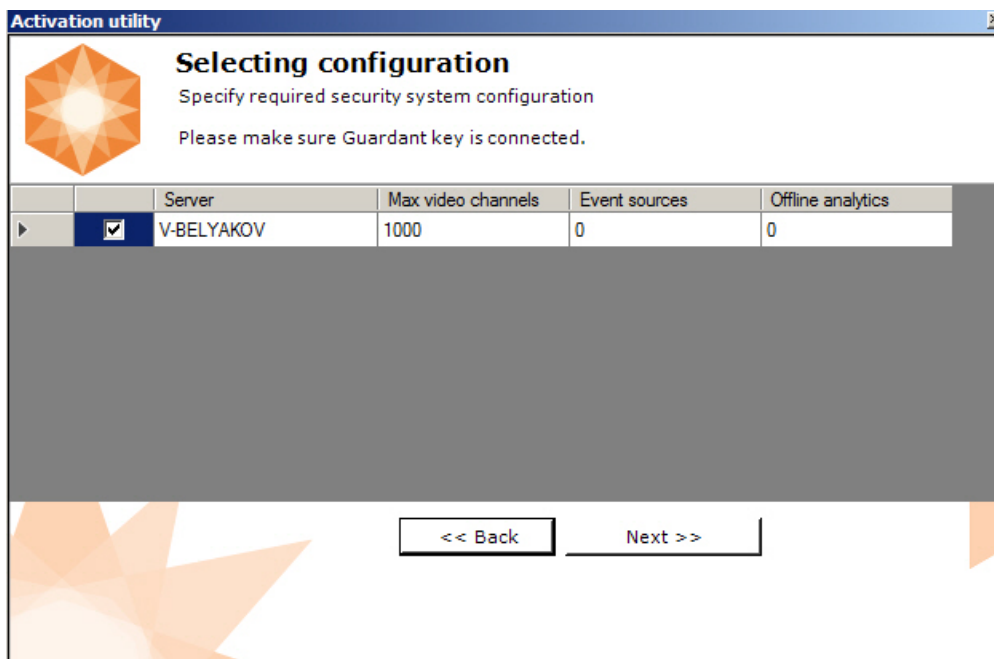 Activation utility
Selecting configuration
Specify required security system configuration
Please make sure Guardant key is connected.
Server Max video channels Event sources Offline analytics
V-BELYAKOV 1000 0 0
<< Back Next >>